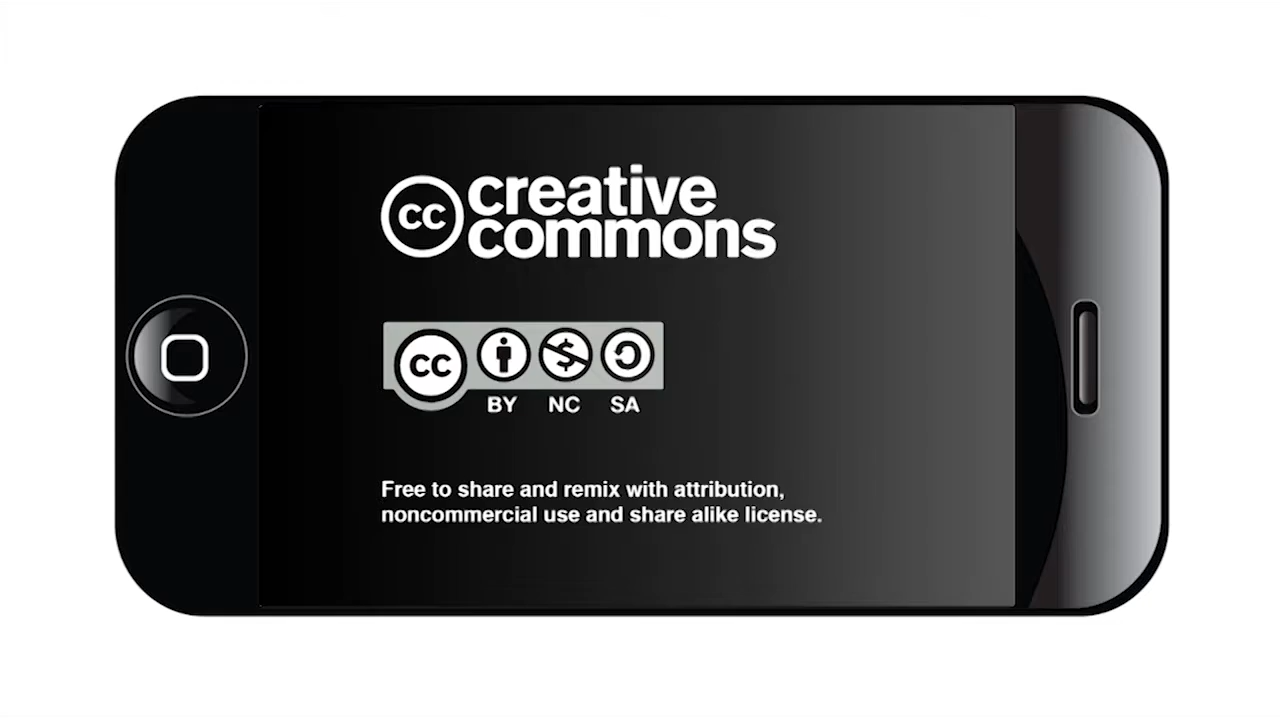 cc creative
commons
cc
BY NC SA
Free to share and remix with attribution,
noncommercial use and share alike license.